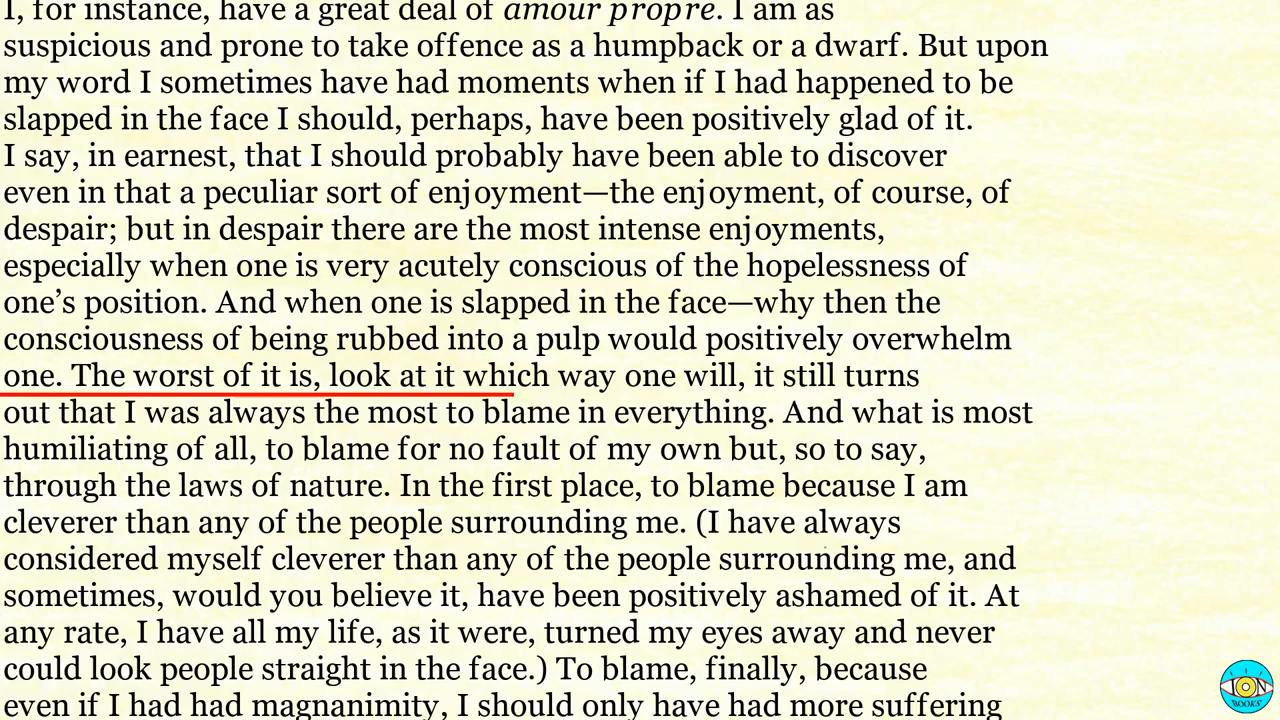 I, for instance, have a great deal of amour propre. I am as
suspicious and prone to take offence as a humpback or a dwarf. But upon
my word I sometimes have had moments when if I had happened to be
slapped in the face I should, perhaps, have been positively glad of it.
I say, in earnest, that I should probably have been able to discover
even in that a peculiar sort of enjoyment—the enjoyment, of course, of
despair; but in despair there are the most intense enjoyments,
especially when one is very acutely conscious of the hopelessness of
one’s position. And when one is slapped in the face—why then the
consciousness of being rubbed into a pulp would positively overwhelm
one. The worst of it is, look at it which way one will, it still turns
out that I was always the most to blame in everything. And what is most
humiliating of all, to blame for no fault of my own but, so to say,
through the laws of nature. In the first place, to blame because I am
cleverer than any of the people surrounding me. (I have always
considered myself cleverer than any of the people surrounding me, and
sometimes, would you believe it, have been positively ashamed of it. At
any rate, I have all my life, as it were, turned my eyes away and never
could look people straight in the face.) To blame, finally, because
even if I had had magnanimity, I should only have had more suffering
ION
BOOKS